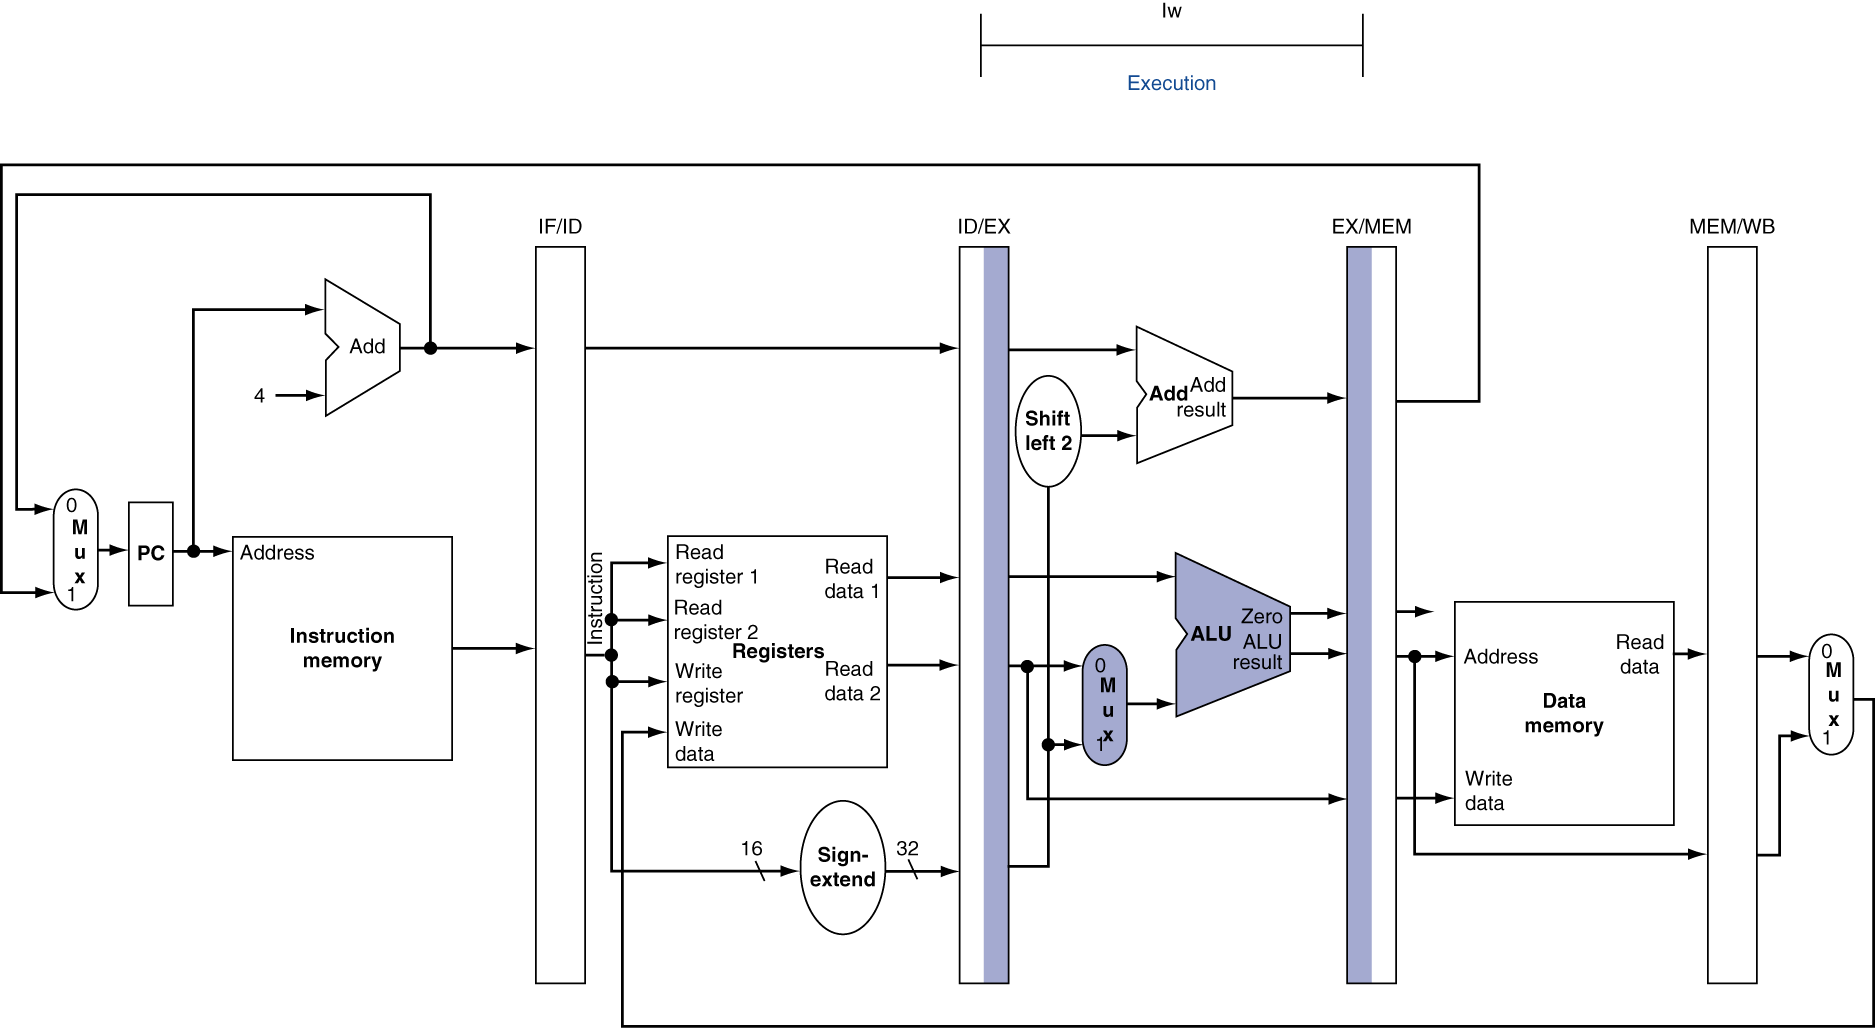 lw
Execution
IF/ID
ID/EX
EX/MEM
MEM/WB
Add
4
Add
Add
result
Shift
left 2
0
M
u
x
1
PC
Address
Instruction
memory
Instruction
Read
register 1
Read
register 2
Write
register
Write
data
Registers
Read
data 1
Read
data 2
16
Sign-
extend
32
0
M
u
x
1
ALU
Zero
ALU
result
Address
Read
data
Data
memory
Write
data
0
M
u
x
1